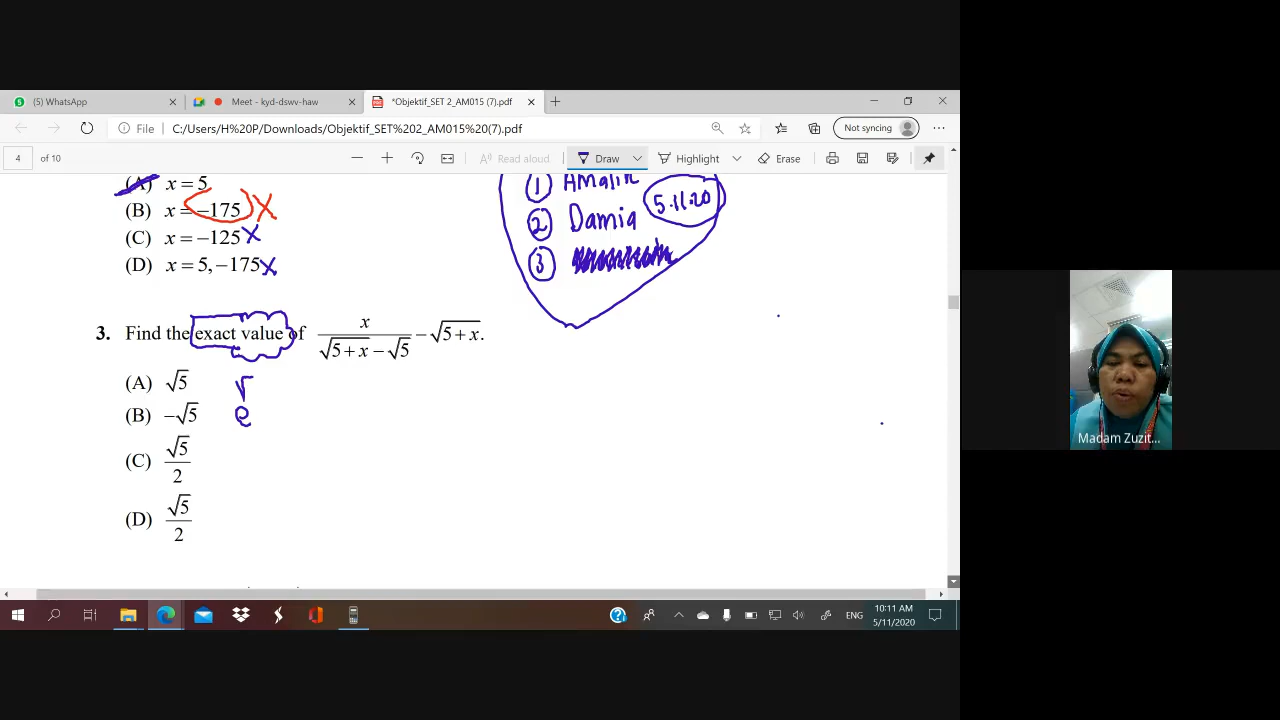 (5) WhatsApp
Meet - kyd-dswv-haw
*Objektif_SET 2_AM015 (7).pdf
File
C:/Users/H%20P/Downloads/Objektif_SET%202_AM015%20(7).pdf
Not syncing
4 of 10
Read aloud
Draw
Highlight
Erase
(A) x = 5
(B) x = −175 X
(C) x = −125 X
(D) x = 5, −175 X
1 Amalin
5.11.20
2 Damia
3
3. Find the exact value of x/(√(5+x) − √5) − √(5+x).
(A) √5 √
(B) −√5 e
(C) √5/2
(D) √5/2
Madam Zuzit...
ENG
10:11 AM
5/11/2020